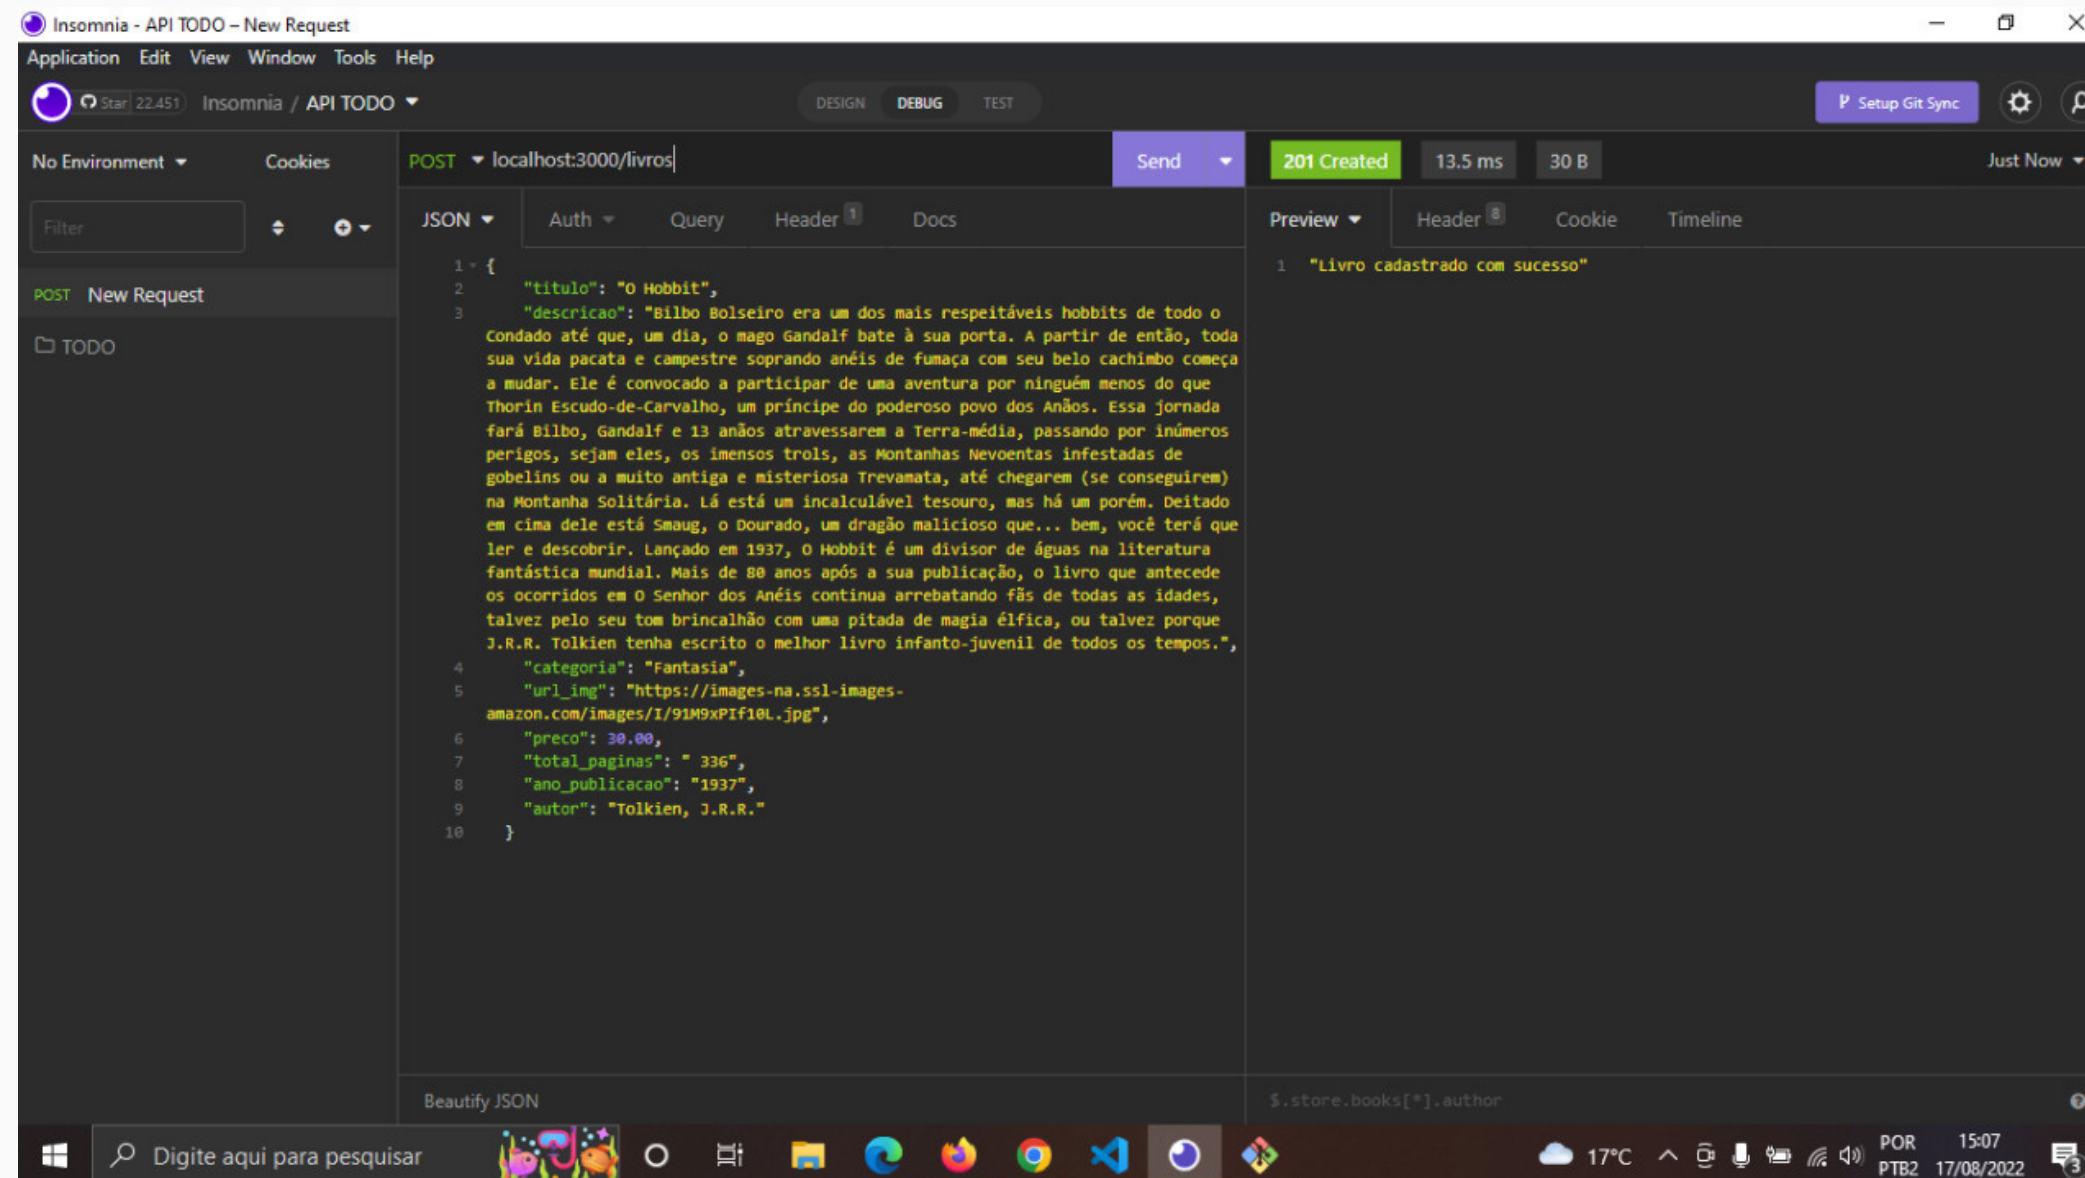 Insomnia - API TODO – New Request
Application Edit View Window Tools Help
Star 22.451 Insomnia / API TODO
DESIGN DEBUG TEST
Setup Git Sync
No Environment Cookies
POST localhost:3000/livros Send
201 Created 13.5 ms 30 B Just Now
Filter
JSON Auth Query Header 1 Docs
Preview Header 8 Cookie Timeline
POST New Request
TODO
1 {
2 "titulo": "O Hobbit",
3 "descricao": "Bilbo Bolseiro era um dos mais respeitáveis hobbits de todo o
Condado até que, um dia, o mago Gandalf bate à sua porta. A partir de então, toda
sua vida pacata e campestre soprando anéis de fumaça com seu belo cachimbo começa
a mudar. Ele é convocado a participar de uma aventura por ninguém menos do que
Thorin Escudo-de-Carvalho, um príncipe do poderoso povo dos Anãos. Essa jornada
fará Bilbo, Gandalf e 13 anãos atravessarem a Terra-média, passando por inúmeros
perigos, sejam eles, os imensos trols, as Montanhas Nevoentas infestadas de
gobelins ou a muito antiga e misteriosa Trevamata, até chegarem (se conseguirem)
na Montanha Solitária. Lá está um incalculável tesouro, mas há um porém. Deitado
em cima dele está Smaug, o Dourado, um dragão malicioso que... bem, você terá que
ler e descobrir. Lançado em 1937, O Hobbit é um divisor de águas na literatura
fantástica mundial. Mais de 80 anos após a sua publicação, o livro que antecede
os ocorridos em O Senhor dos Anéis continua arrebatando fãs de todas as idades,
talvez pelo seu tom brincalhão com uma pitada de magia élfica, ou talvez porque
J.R.R. Tolkien tenha escrito o melhor livro infanto-juvenil de todos os tempos.",
4 "categoria": "Fantasia",
5 "url_img": "https://images-na.ssl-images-
amazon.com/images/I/91M9xPIf10L.jpg",
6 "preco": 30.00,
7 "total_paginas": " 336",
8 "ano_publicacao": "1937",
9 "autor": "Tolkien, J.R.R."
10 }
1 "Livro cadastrado com sucesso"
Beautify JSON
$.store.books[*].author
Digite aqui para pesquisar
17°C
POR
PTB2
15:07
17/08/2022
3